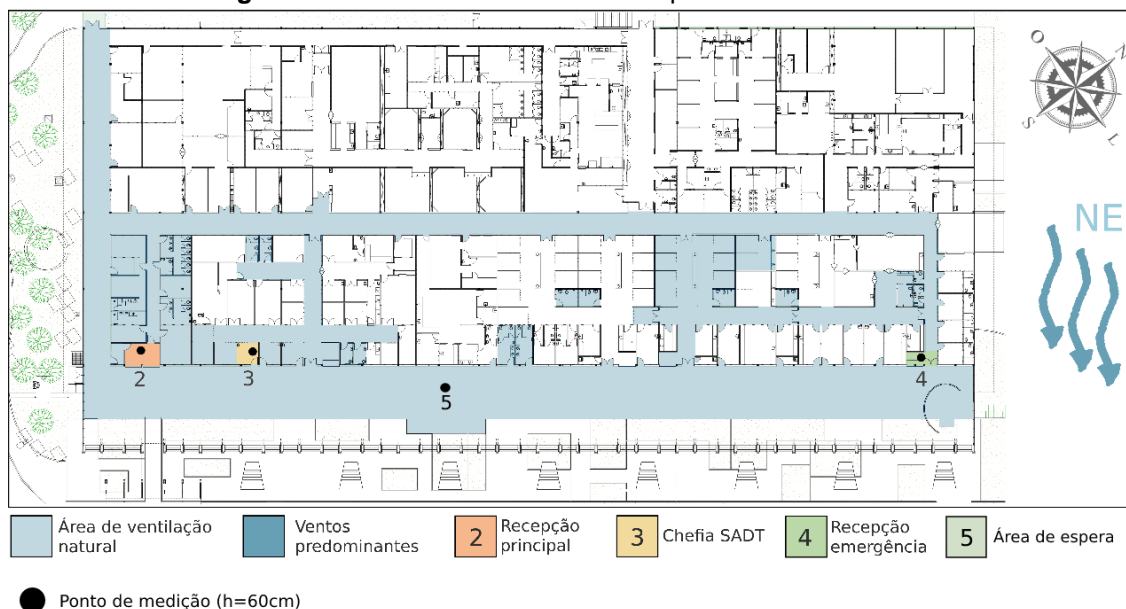 O
N
S
L
NE
2
3
5
4
Área de ventilação
natural
Ventos
predominantes
2
Recepção
principal
3
Chefia SADT
4
Recepção
emergência
5
Área de espera
Ponto de medição (h=60cm)